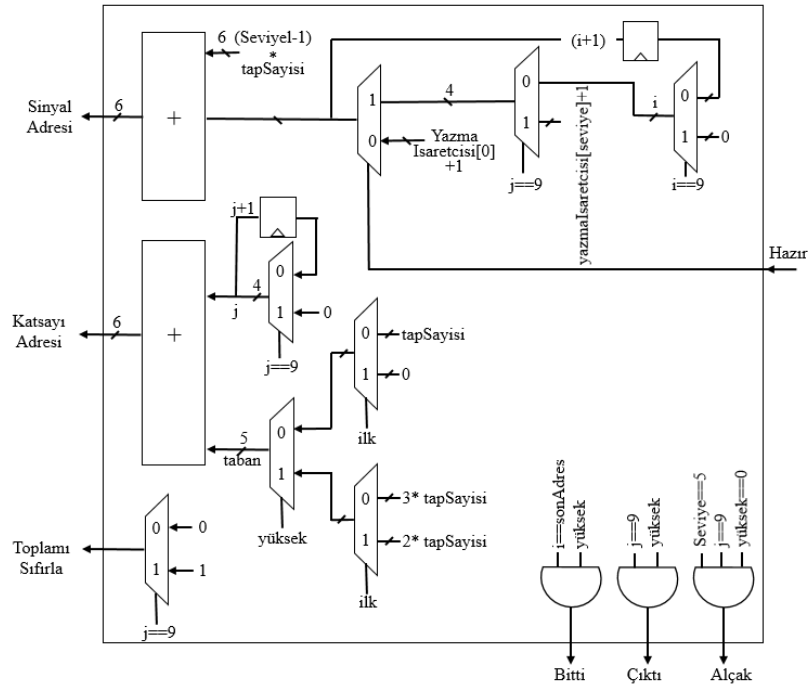 6 (Seviyel-1)
*
tapSayisi
(i+1)
Sinyal
Adresi
6
+
1
0
4
Yazma
Isaretcisi[0]
+1
0
1
j==9
yazmaIsaretcisi[seviye]+1
i
0
1
0
i==9
Hazır
j+1
0
1
4
j
0
j==9
Katsayı
Adresi
6
+
0
1
tapSayisi
0
ilk
5
taban
0
1
yüksek
0
1
3* tapSayisi
2* tapSayisi
ilk
Toplamı
Sıfırla
0
1
0
1
j==9
i==sonAdres
yüksek
Bitti
j==9
yüksek
Çıktı
Seviye==5
j==9
yüksek==0
Alçak